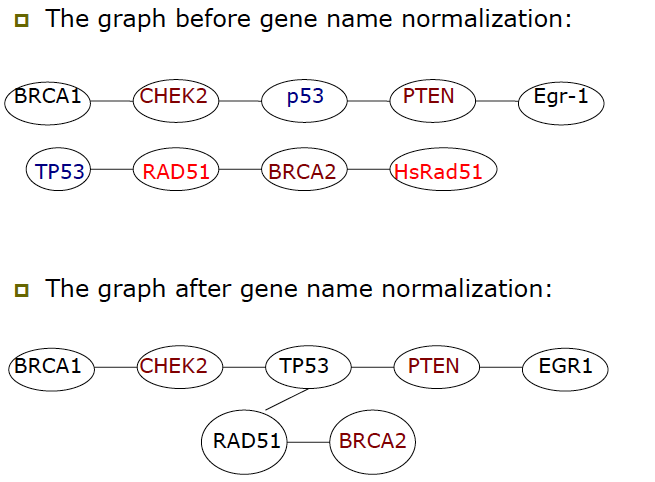 The graph before gene name normalization:
BRCA1 CHEK2 p53 PTEN Egr-1
TP53 RAD51 BRCA2 HsRad51
The graph after gene name normalization:
BRCA1 CHEK2 TP53 PTEN EGR1
RAD51 BRCA2